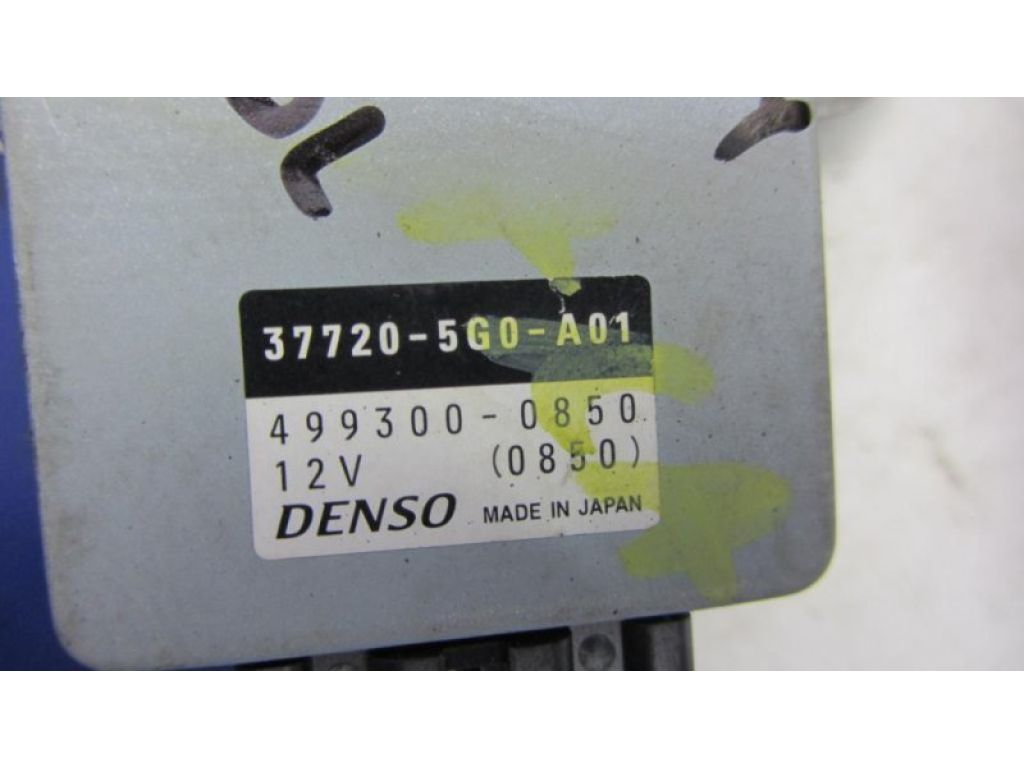 37720-5G0-A01
499300-0850
12V (0850)
DENSO MADE IN JAPAN